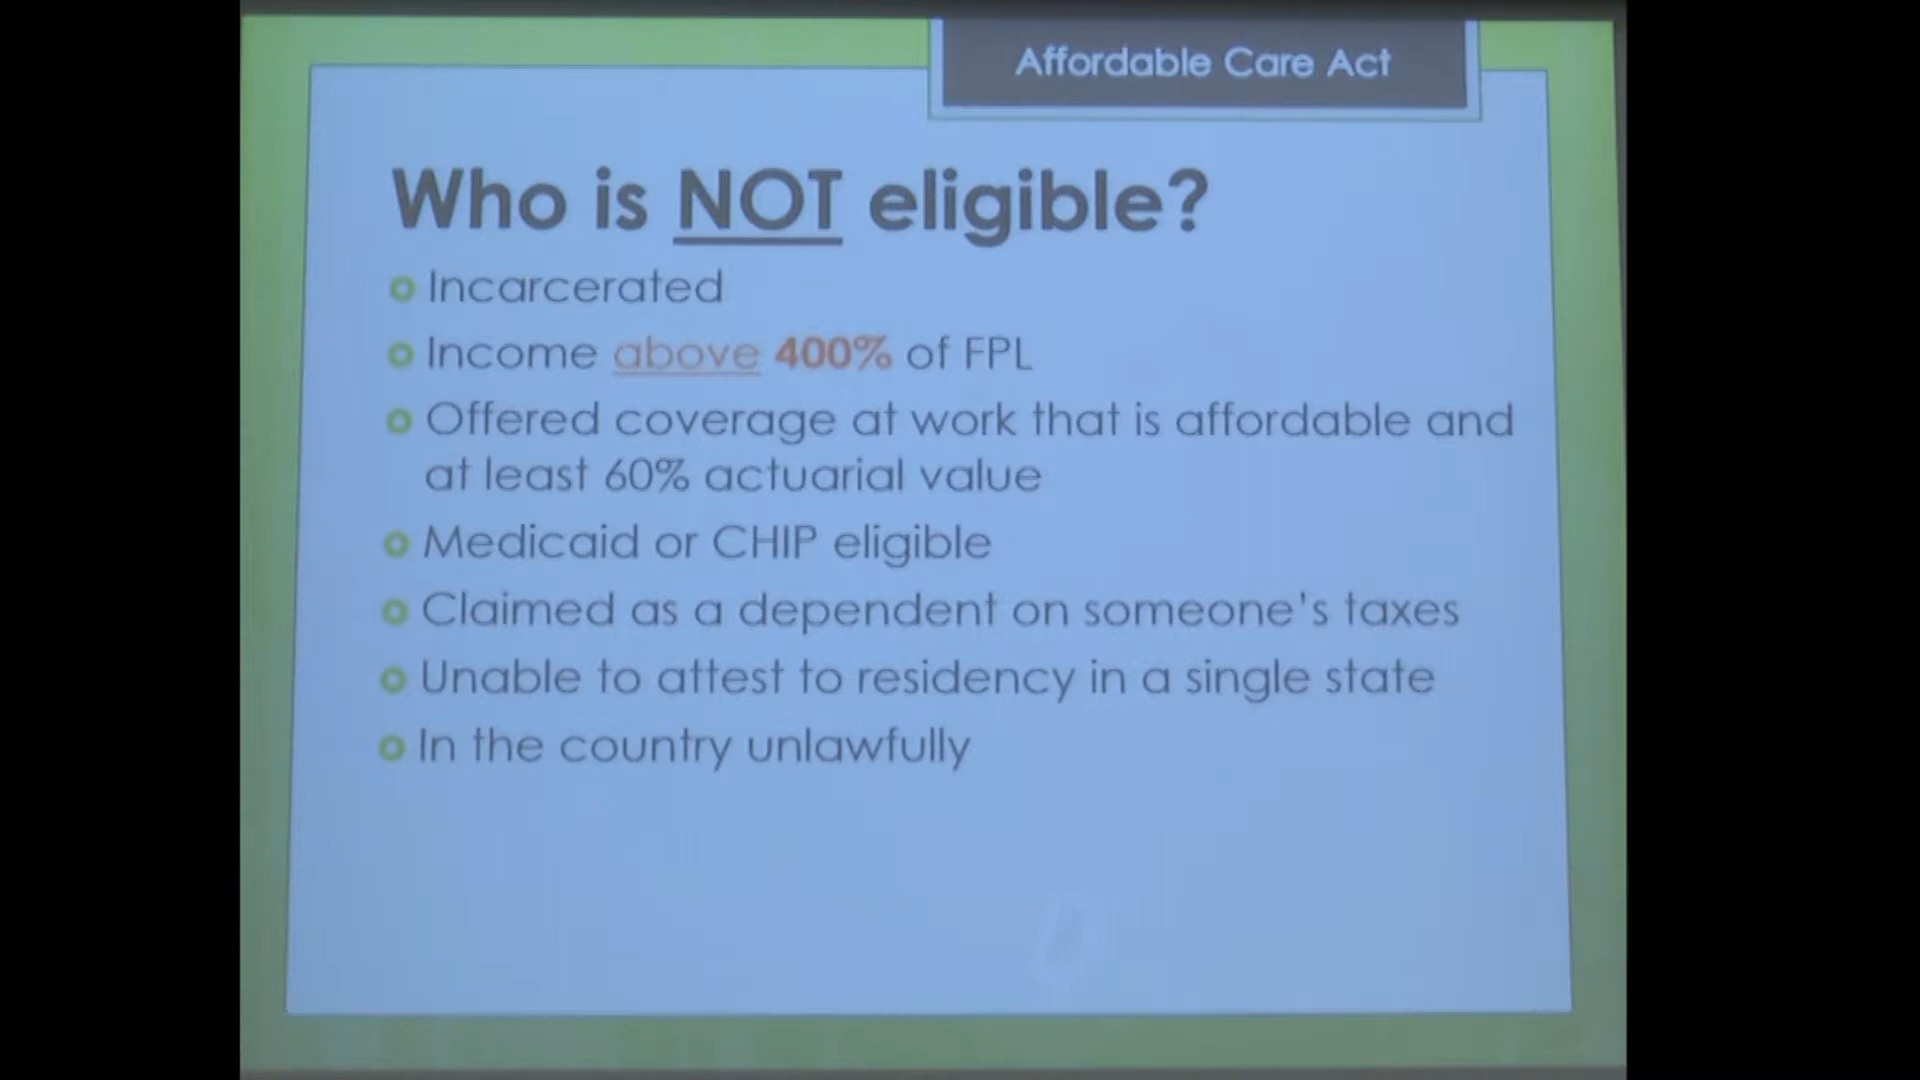 Affordable Care Act
Who is NOT eligible?
Incarcerated
Income above 400% of FPL
Offered coverage at work that is affordable and
at least 60% actuarial value
Medicaid or CHIP eligible
Claimed as a dependent on someone's taxes
Unable to attest to residency in a single state
In the country unlawfully